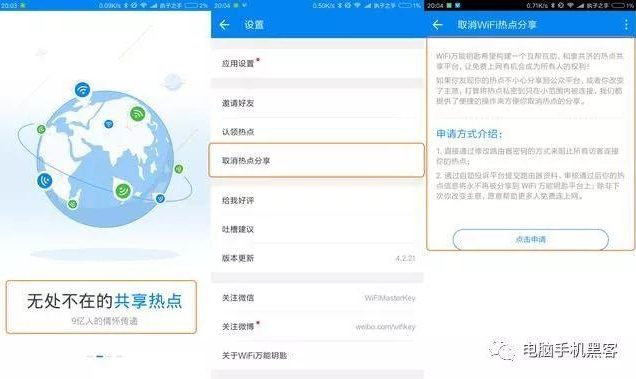 20:03
0.09K/s
执子之手
2%
无处不在的共享热点
9亿人的情怀传递
20:04
0.50K/s
执子之手
1%
设置
应用设置
邀请好友
认领热点
取消热点分享
给我好评
吐槽建议
版本更新
4.2.21
关注微信
WiFiMasterKey
关注微博
weibo.com/wifikey
关于WiFi万能钥匙
20:04
0.71K/s
执子之手
1%
取消WiFi热点分享
WiFi万能钥匙希望构建一个互帮互助、和衷共济的热点共
享平台，让免费上网有机会成为所有人的权利！
如果你发现你的热点不小心分享到公众平台，或者你改变
了主意，打算将热点私密到只在小范围内被连接，我们都
提供了便捷的操作来方便你取消热点的分享。
申请方式介绍：
1. 直接通过修改路由器密码的方式来阻止所有访客连接
你的热点；
2. 通过自助投诉平台提交路由器资料，审核通过后你的热
点信息将永不再被分享到 WiFi 万能钥匙平台上；除非下
次你改变主意，愿意帮助更多人免费连上网。
点击申请
电脑手机黑客